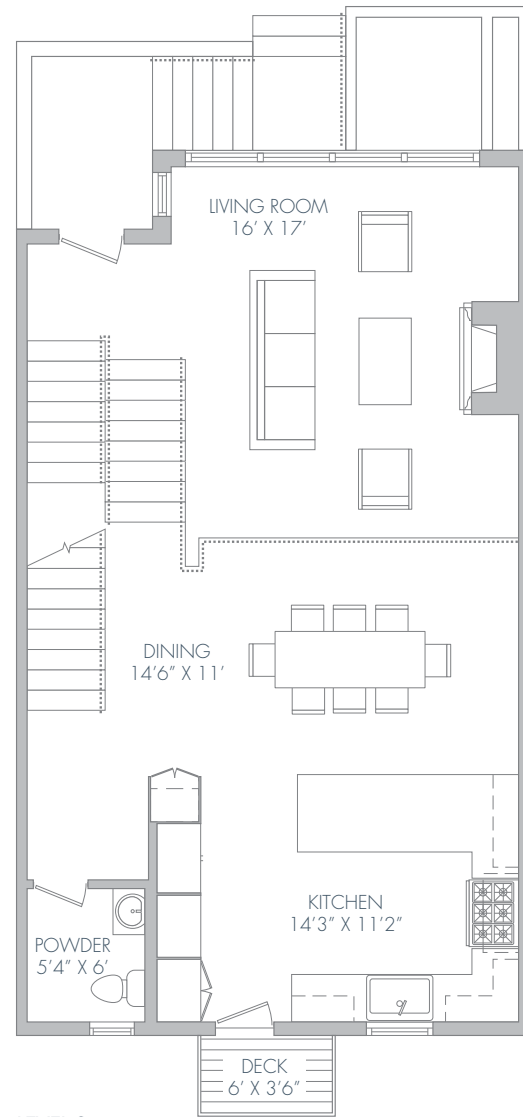 LIVING ROOM
16’ X 17’
DINING
14’6” X 11’
KITCHEN
14’3” X 11’2”
POWDER
5’4” X 6’
DECK
6’ X 3’6”